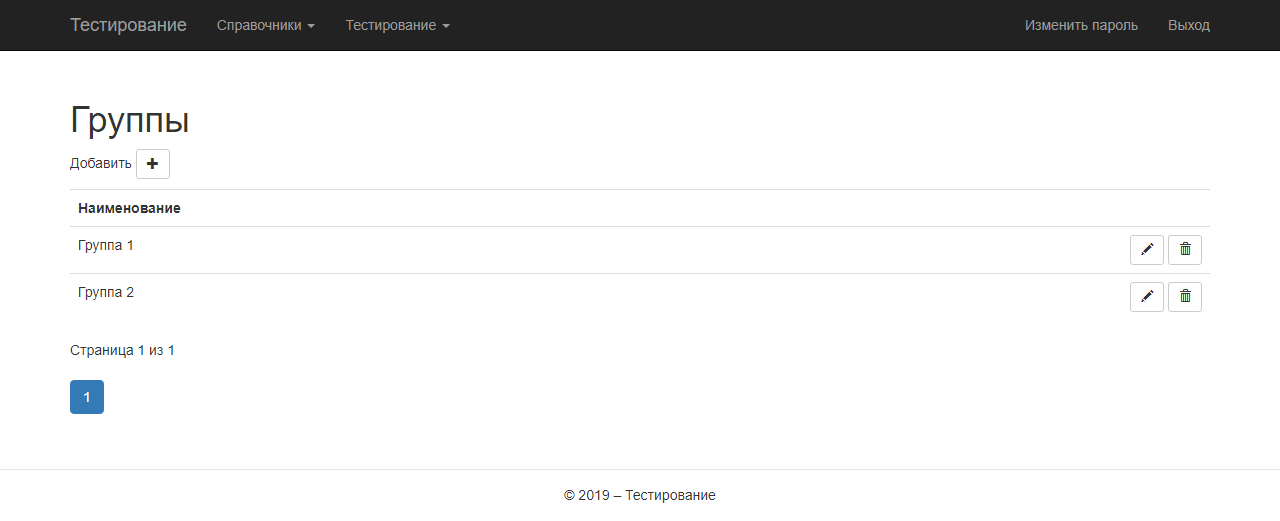 Тестирование Справочники Тестирование Изменить пароль Выход
Группы
Добавить
Наименование
Группа 1
Группа 2
Страница 1 из 1
1
© 2019 – Тестирование